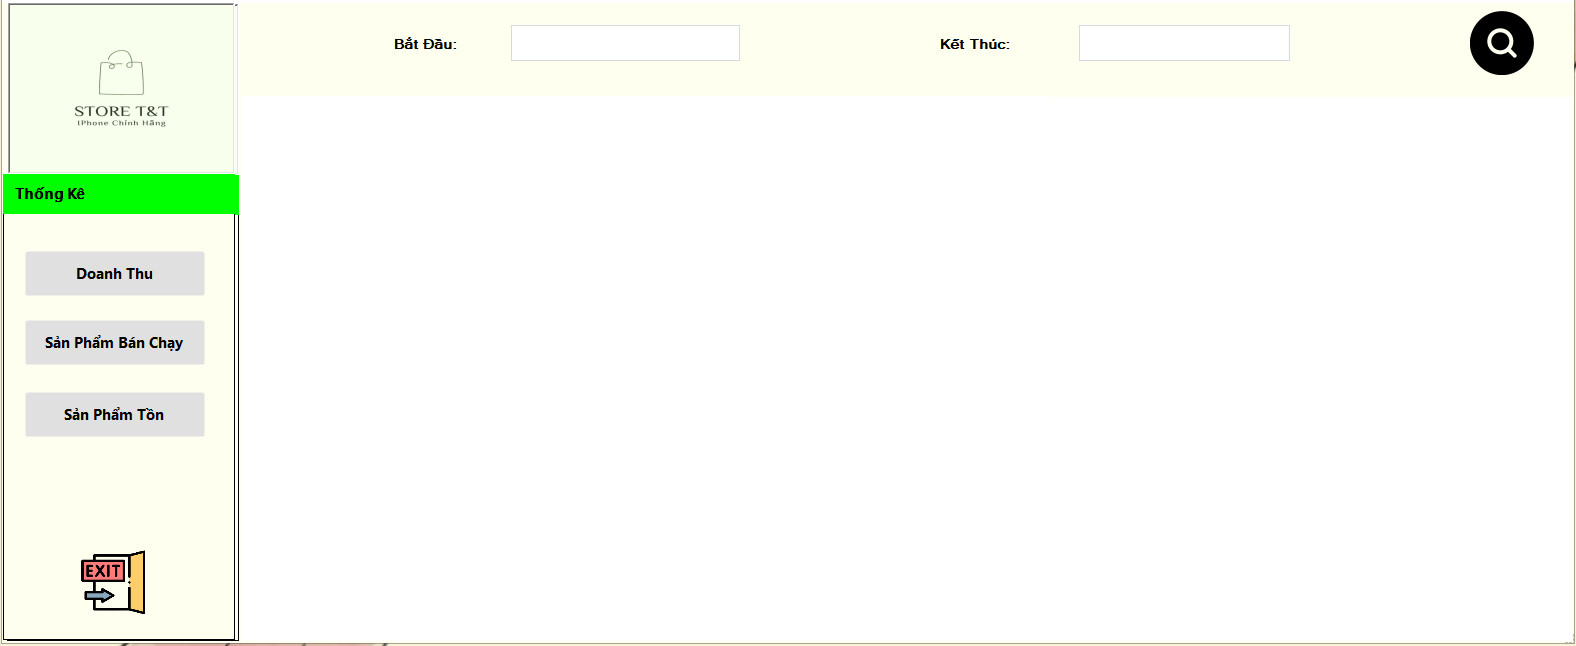 STORE T&T
IPhone Chính Hãng
Bắt Đầu:
Kết Thúc:
Thống Kê
Doanh Thu
Sản Phẩm Bán Chạy
Sản Phẩm Tồn
EXIT